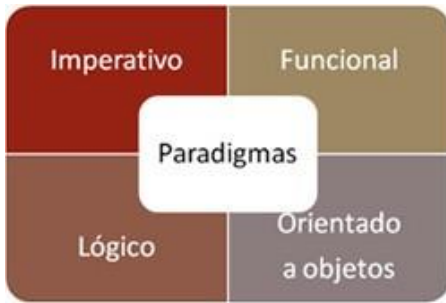 Imperativo
Funcional
Paradigmas
Lógico
Orientado
a objetos